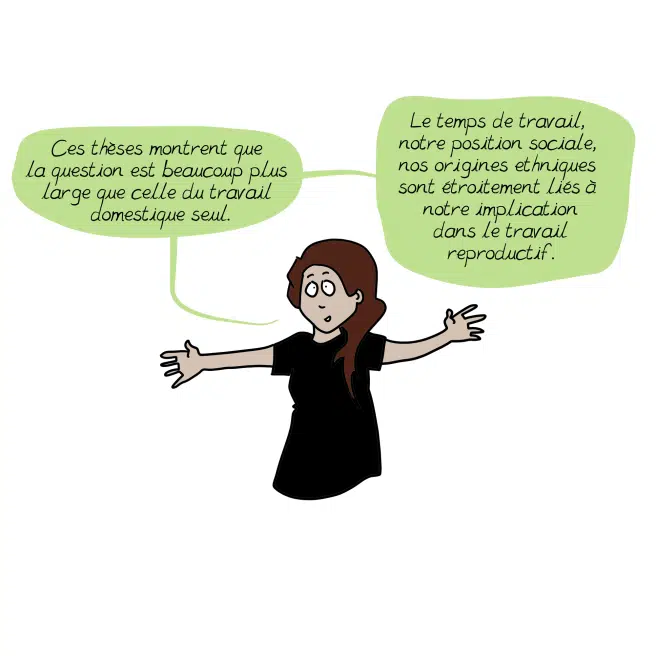 Ces thèses montrent que
la question est beaucoup plus
large que celle du travail
domestique seul.
Le temps de travail,
notre position sociale,
nos origines ethniques
sont étroitement liés à
notre implication
dans le travail
reproductif.